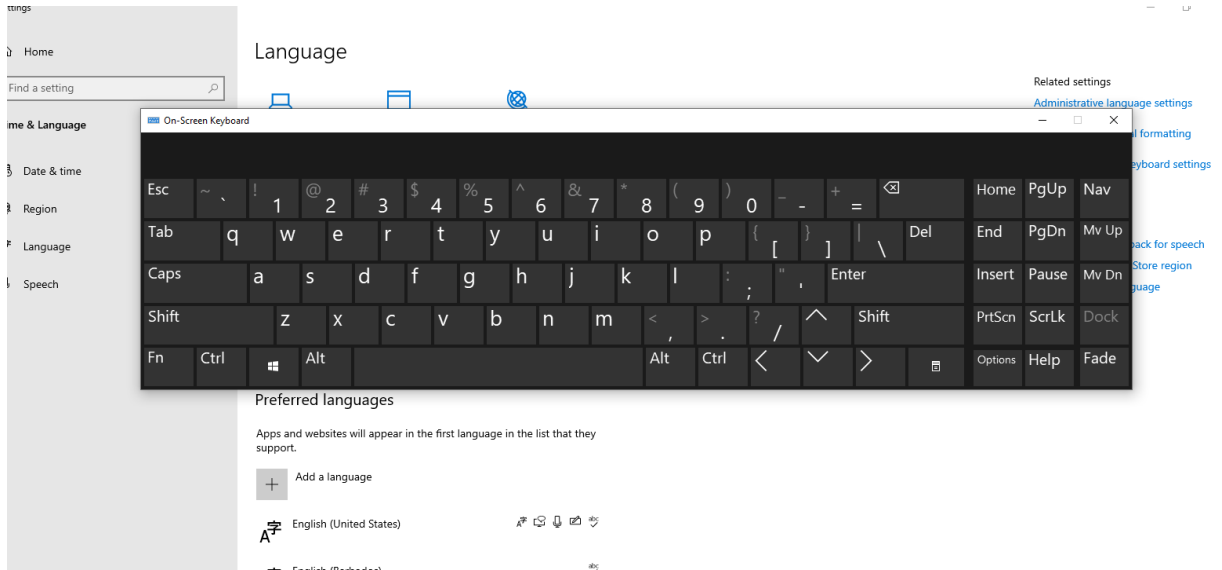 ttings
Home
Language
Find a setting
Related settings
Administrative language settings
me & Language
On-Screen Keyboard
l formatting
Date & time
eyboard settings
Esc ~ ` ! 1 @ 2 # 3 $ 4 % 5 ^ 6 & 7 * 8 ( 9 ) 0 _ - + = Home PgUp Nav
Region
Tab q w e r t y u i o p { [ } ] | \ Del End PgDn Mv Up
Language
back for speech
Caps a s d f g h j k l : ; " ' Enter Insert Pause Mv Dn
Store region
Speech
guage
Shift z x c v b n m < , > . ? / Shift PrtScn ScrLk Dock
Fn Ctrl Alt Alt Ctrl Options Help Fade
Preferred languages
Apps and websites will appear in the first language in the list that they
support.
Add a language
English (United States)